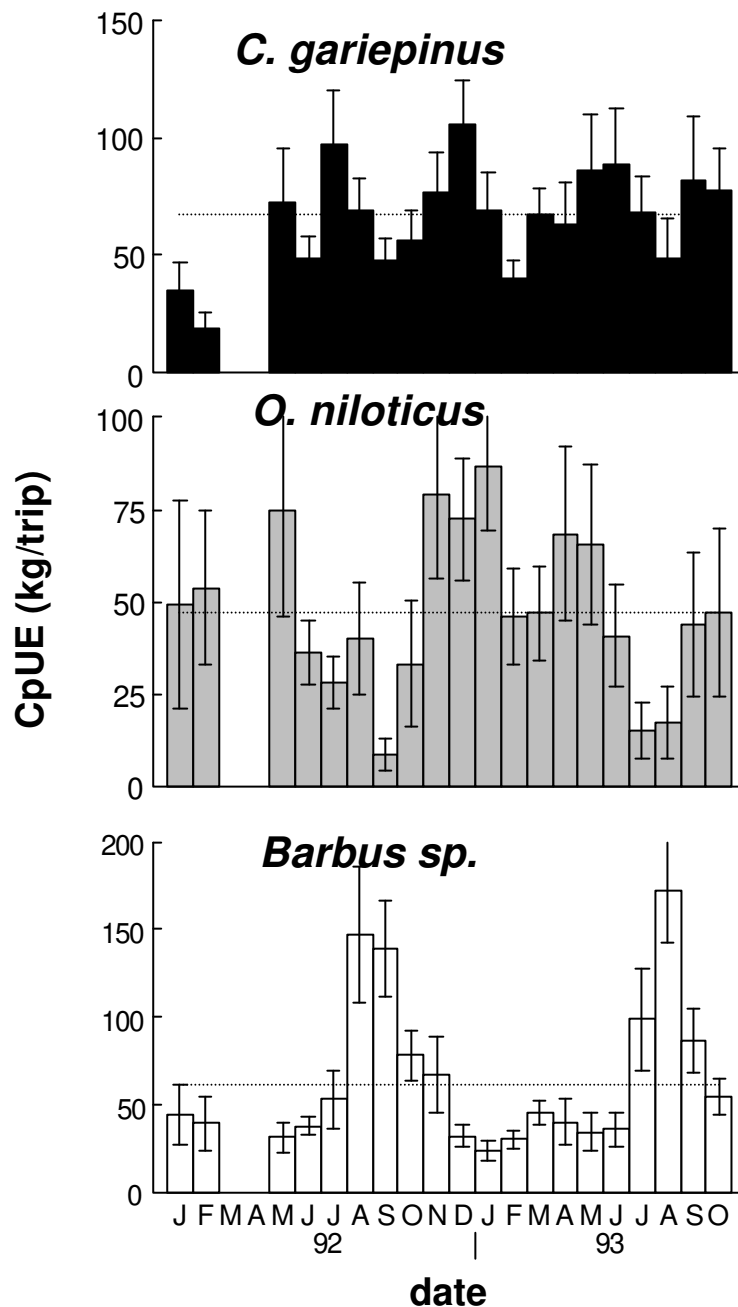 150
C. gariepinus
100
50
0
O. niloticus
100
75
50
25
0
CpUE (kg/trip)
Barbus sp.
200
150
100
50
0
J F M A M J J A S O N D J F M A M J J A S O
92 | 93
date